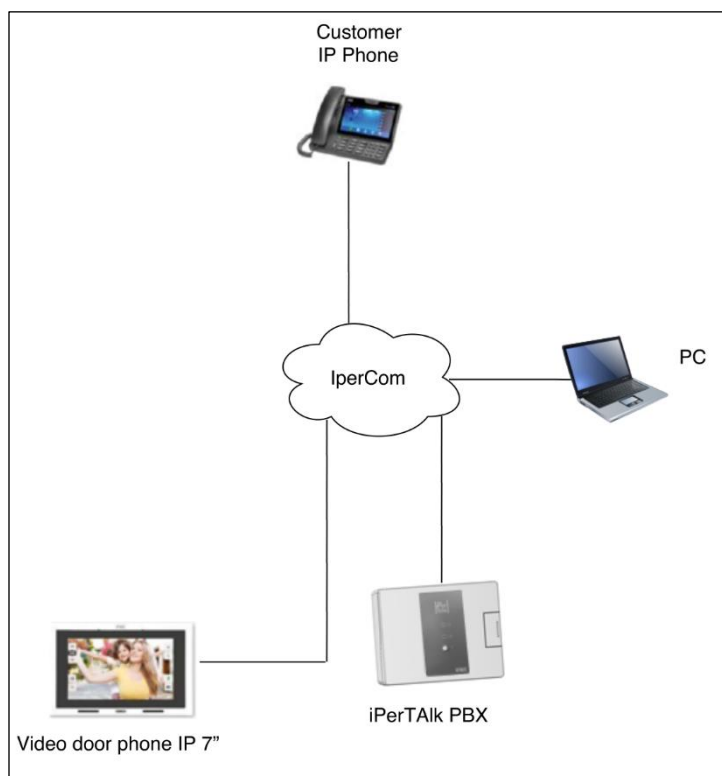 Customer
IP Phone
IperCom
PC
iPerTAlk PBX
Video door phone IP 7”